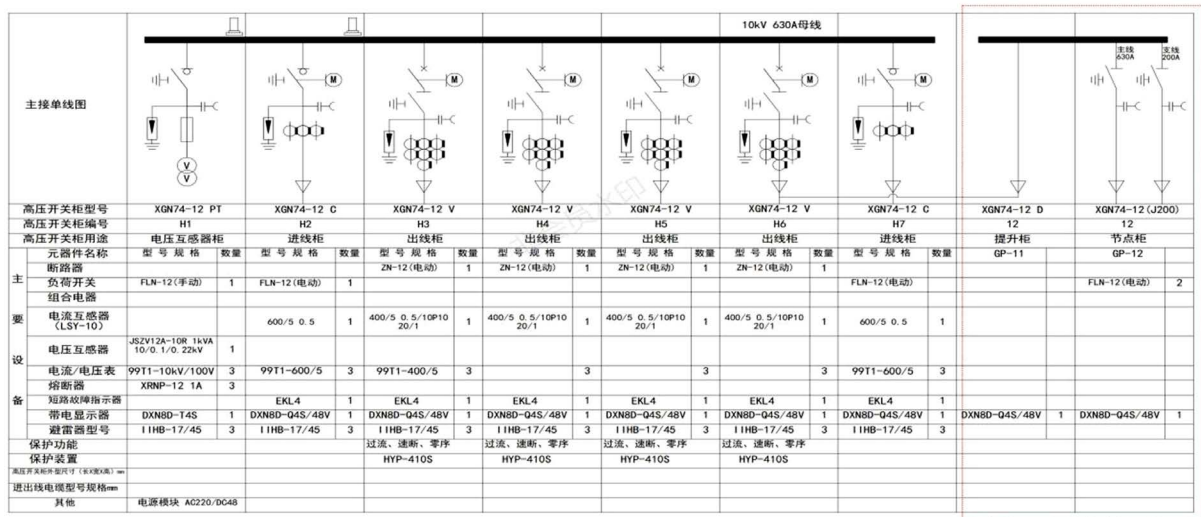 10kV 630A母线
主线
630A
支线
200A
主接单线图
M M M M M M
V
V
高压开关柜型号 XGN74-12 PT XGN74-12 C XGN74-12 V XGN74-12 V XGN74-12 V XGN74-12 V XGN74-12 C XGN74-12 D XGN74-12(J200)
高压开关柜编号 H1 H2 H3 H4 H5 H6 H7 12 12
高压开关柜用途 电压互感器柜 进线柜 出线柜 出线柜 出线柜 出线柜 进线柜 提升柜 节点柜
元器件名称 型号规格 数量 型号规格 数量 型号规格 数量 型号规格 数量 型号规格 数量 型号规格 数量 型号规格 数量 GP-11 GP-12
主要设备
断路器 ZN-12(电动) 1 ZN-12(电动) 1 ZN-12(电动) 1 ZN-12(电动) 1
负荷开关 FLN-12(手动) 1 FLN-12(电动) 1 FLN-12(电动) 1 FLN-12(电动) 2
组合电器
电流互感器
(LSY-10) 600/5 0.5 1 400/5 0.5/10P10
20/1 1 400/5 0.5/10P10
20/1 1 400/5 0.5/10P10
20/1 1 400/5 0.5/10P10
20/1 1 600/5 0.5 1
电压互感器 JSZV12A-10R 1kVA
10/0.1/0.22kV 1
电流/电压表 99T1-10kV/100V 3 99T1-600/5 3 99T1-400/5 3 3 3 3 99T1-600/5 3
熔断器 XRNP-12 1A 3
短路故障指示器 EKL4 1 EKL4 1 EKL4 1 EKL4 1 EKL4 1 EKL4 1
带电显示器 DXN8D-T4S 1 DXN8D-Q4S/48V 1 DXN8D-Q4S/48V 1 DXN8D-Q4S/48V 1 DXN8D-Q4S/48V 1 DXN8D-Q4S/48V 1 DXN8D-Q4S/48V 1 DXN8D-Q4S/48V 1 DXN8D-Q4S/48V 1
避雷器型号 IIHB-17/45 3 IIHB-17/45 3 IIHB-17/45 3 IIHB-17/45 3 IIHB-17/45 3 IIHB-17/45 3 IIHB-17/45 3
保护功能 过流、速断、零序 过流、速断、零序 过流、速断、零序 过流、速断、零序
保护装置 HYP-410S HYP-410S HYP-410S HYP-410S
高压开关柜外型尺寸(长X宽X高)mm
进出线电缆型号规格mm
其他 电源模块 AC220/DC48